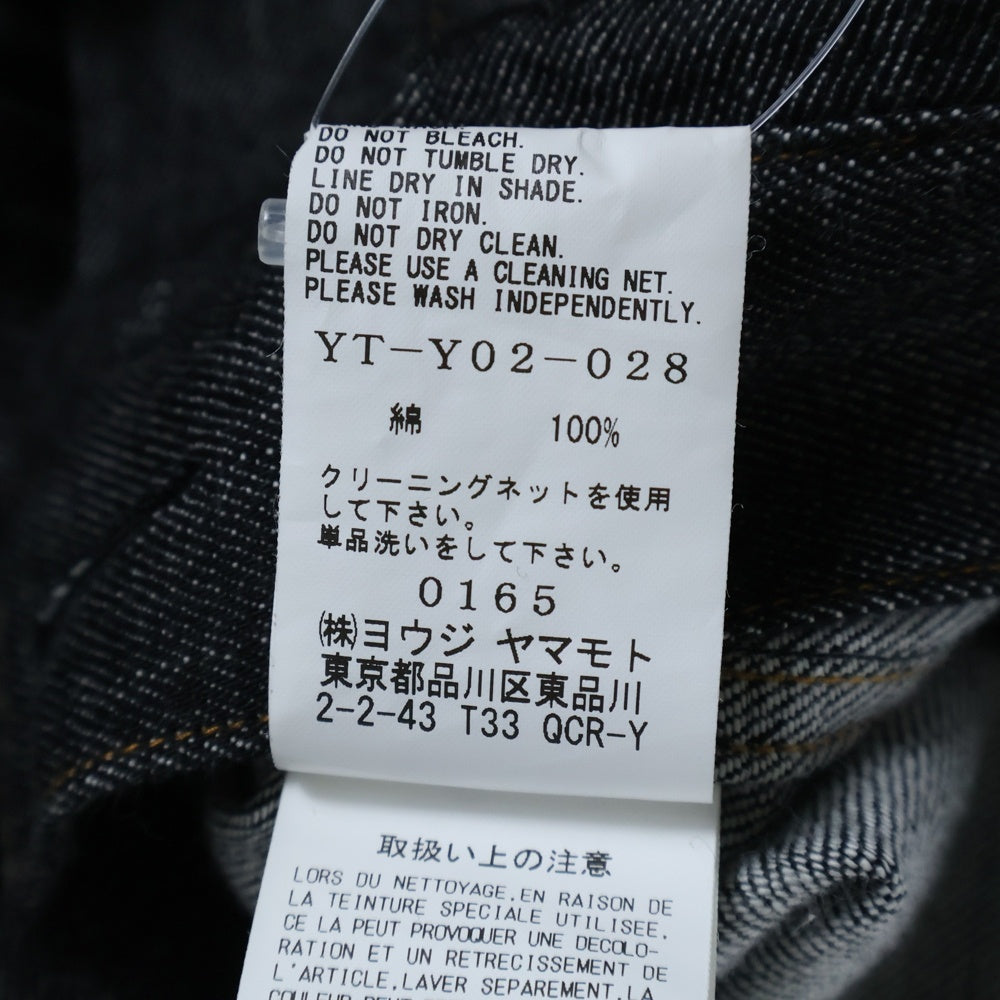 DO NOT BLEACH.
DO NOT TUMBLE DRY.
LINE DRY IN SHADE.
DO NOT IRON.
DO NOT DRY CLEAN.
PLEASE USE A CLEANING NET.
PLEASE WASH INDEPENDENTLY.
YT-Y02-028
綿 100%
クリーニングネットを使用
して下さい。
単品洗いをして下さい。
0165
㈱ヨウジ ヤマモト
東京都品川区東品川
2-2-43 T33 QCR-Y
取扱い上の注意
LORS DU NETTOYAGE,EN RAISON DE
LA TEINTURE SPECIALE UTILISEE,
CE LA PEUT PROVOQUER UNE DECOLO-
RATION ET UN RETRECISSEMENT DE
L'ARTICLE,LAVER SEPAREMENT,LA
COULEUR PEUT